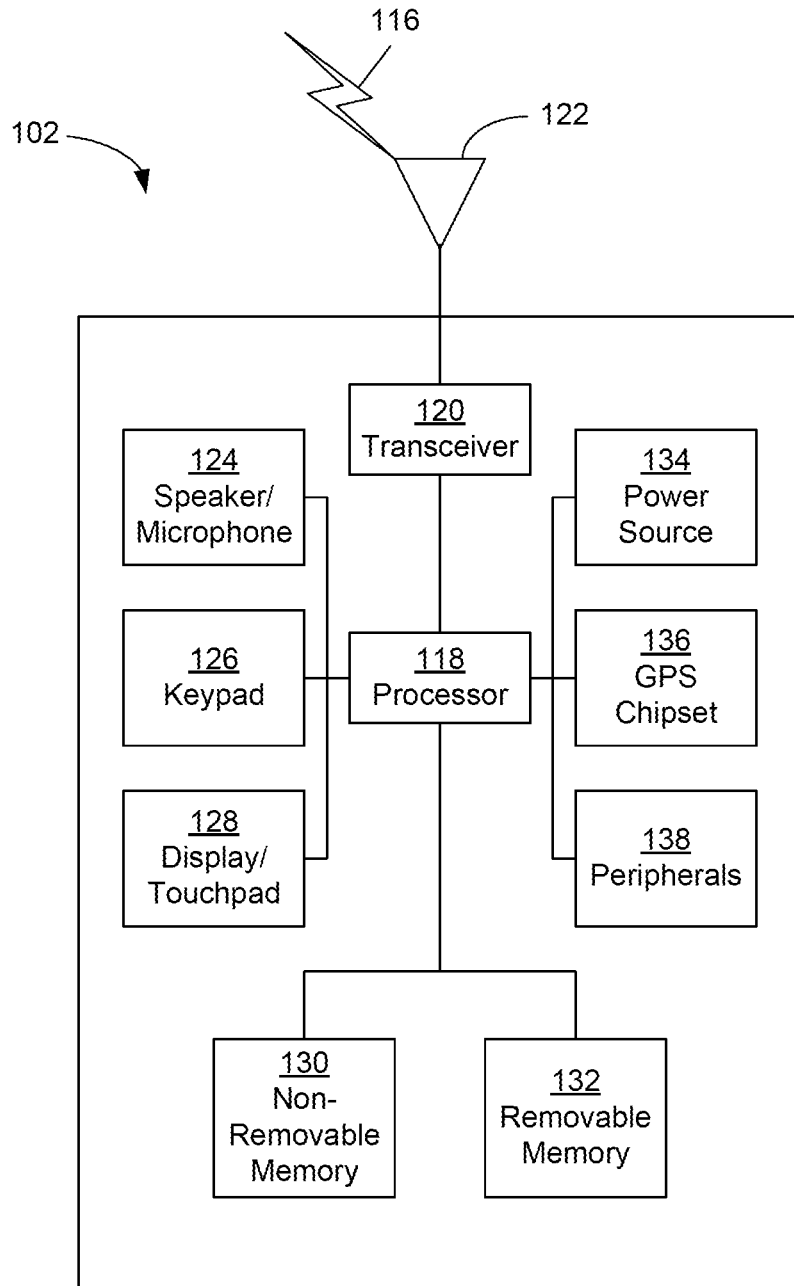 116
122
102
120
Transceiver
124
Speaker/
Microphone
134
Power
Source
126
Keypad
118
Processor
136
GPS
Chipset
128
Display/
Touchpad
138
Peripherals
130
Non-
Removable
Memory
132
Removable
Memory